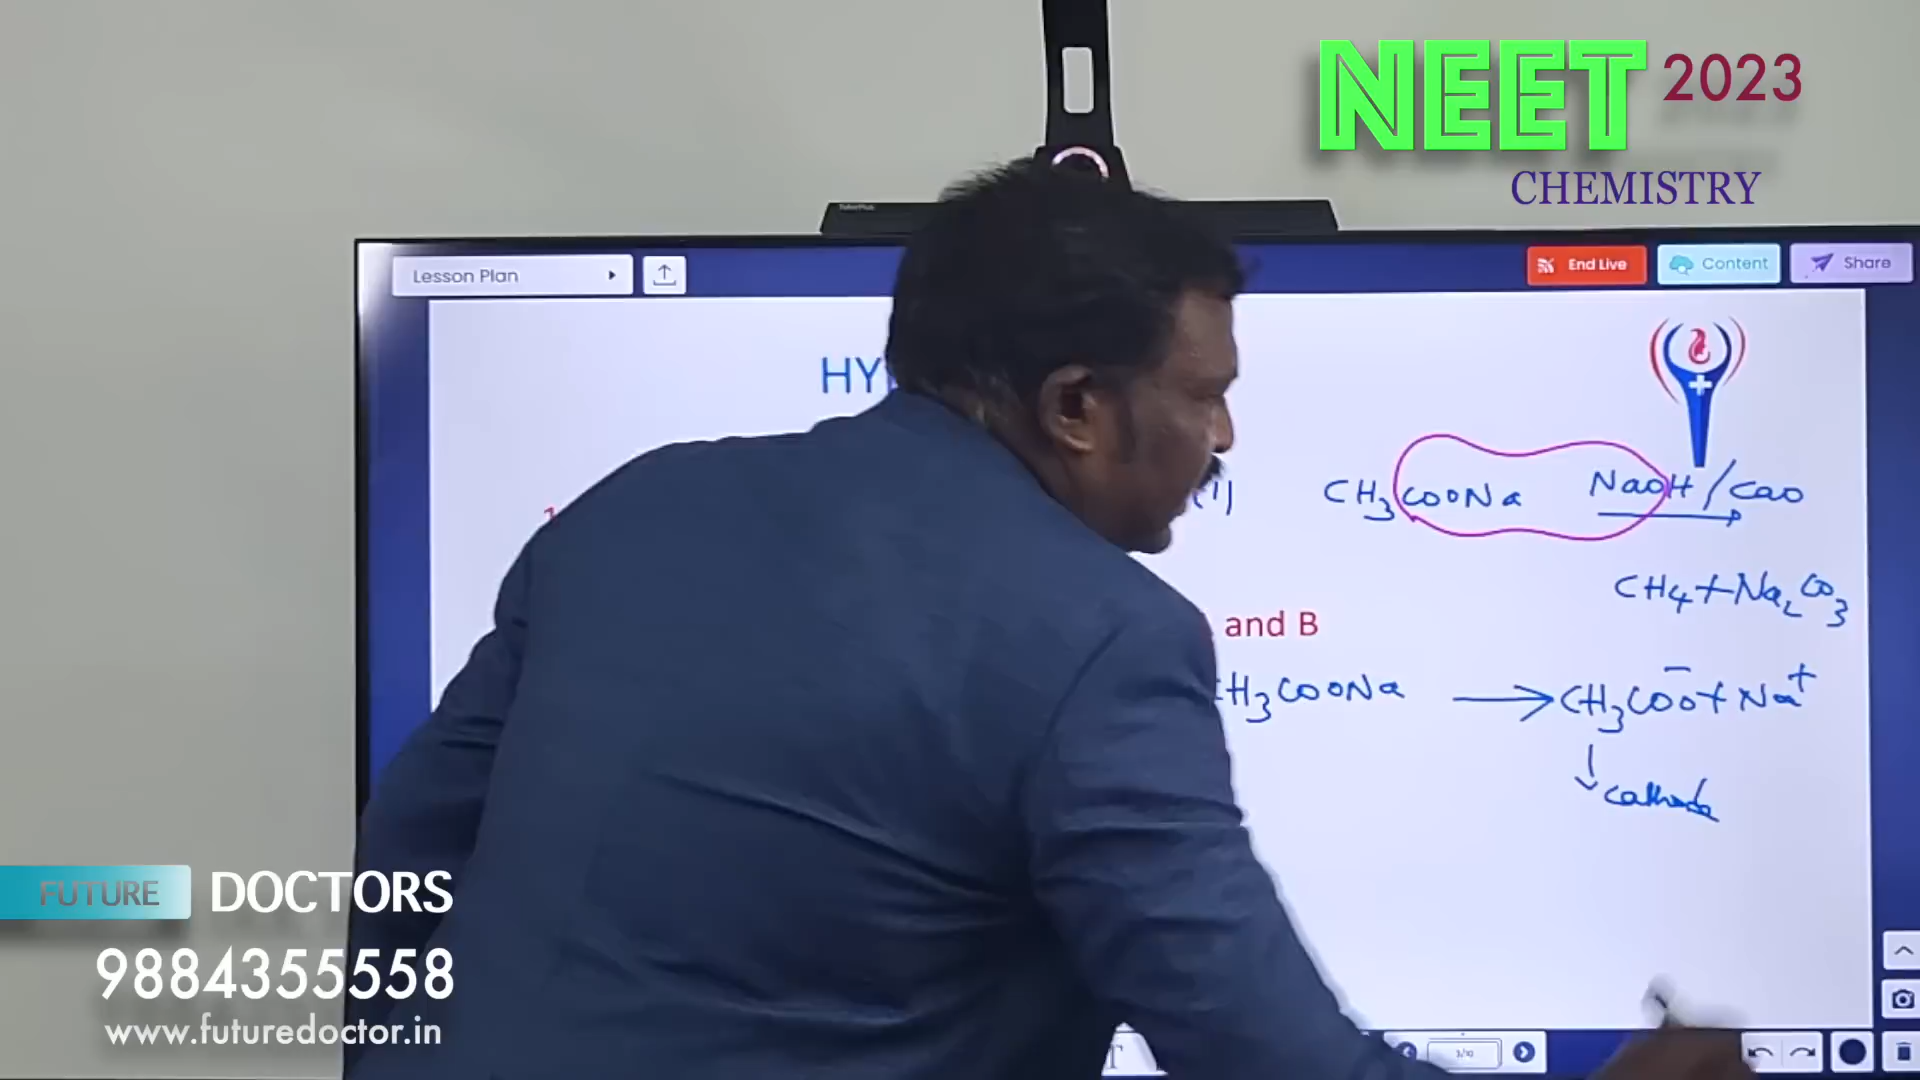 NEET 2023
CHEMISTRY
Lesson Plan
End Live
Content
Share
HY
CH3COONa NaOH/CaO
CH4+Na2CO3
and B
CH3COONa → CH3COO‾+Na+
↓
Cathode
FUTURE DOCTORS
9884355558
www.futuredoctor.in